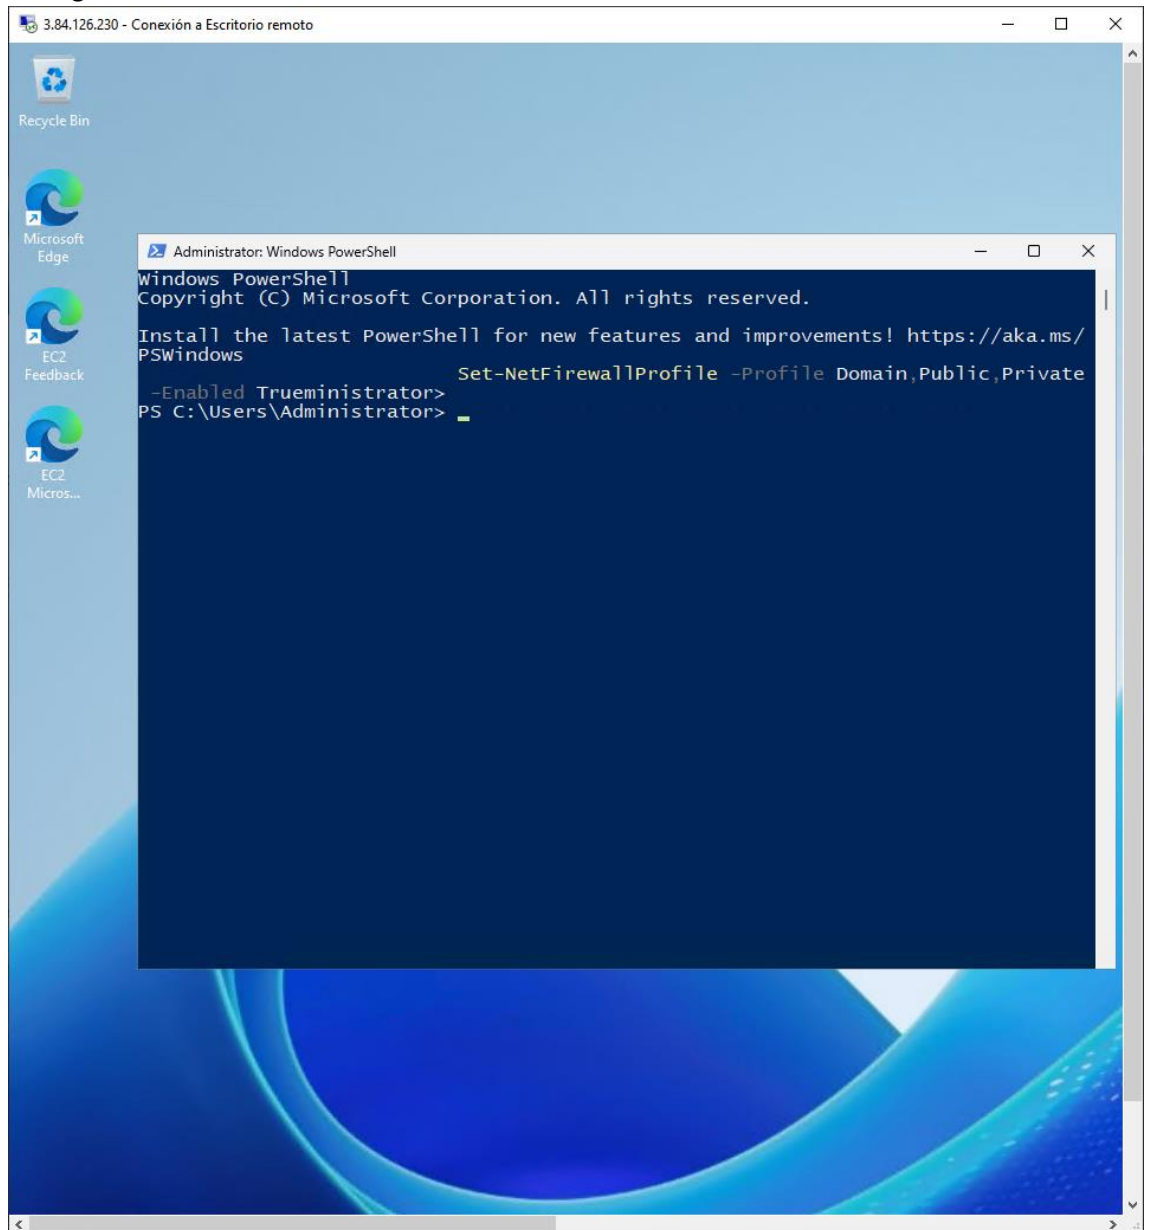 3.84.126.230 - Conexión a Escritorio remoto
Recycle Bin
Microsoft
Edge
EC2
Feedback
EC2
Micros...
Administrator: Windows PowerShell
Windows PowerShell
Copyright (C) Microsoft Corporation. All rights reserved.
Install the latest PowerShell for new features and improvements! https://aka.ms/
PSWindows
Set-NetFirewallProfile -Profile Domain,Public,Private
-Enabled Trueministrator>
PS C:\Users\Administrator>